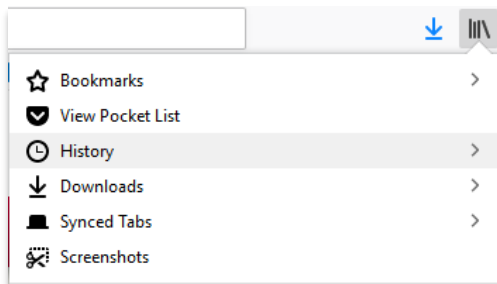 Bookmarks
View Pocket List
History
Downloads
Synced Tabs
Screenshots